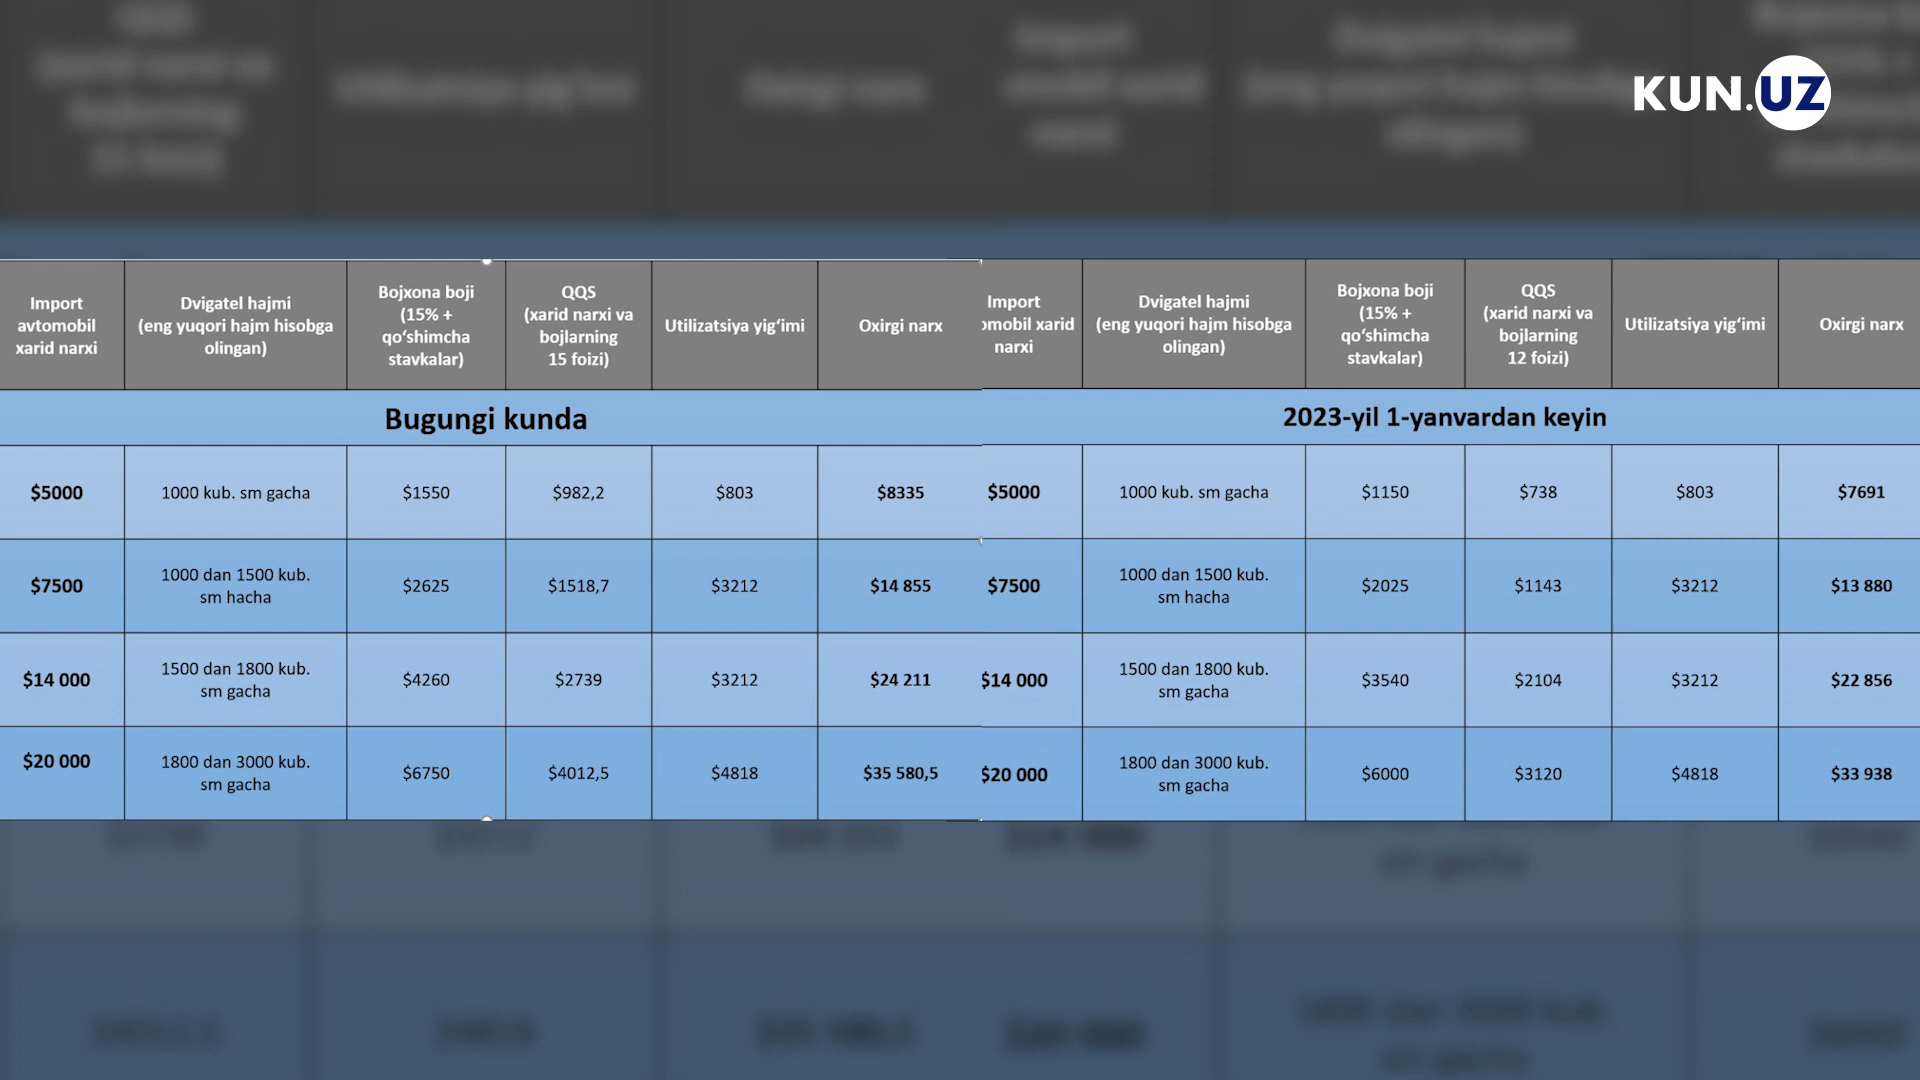 KUN.UZ
Import
avtomobil
xarid narxi
Dvigatel hajmi
(eng yuqori hajm hisobga
olingan)
Bojxona boji
(15% +
qo‘shimcha
stavkalar)
QQS
(xarid narxi va
bojlarning
15 foizi)
Utilizatsiya yig‘imi
Oxirgi narx
Bugungi kunda
$5000
1000 kub. sm gacha
$1550
$982,2
$803
$8335
$7500
1000 dan 1500 kub.
sm hacha
$2625
$1518,7
$3212
$14 855
$14 000
1500 dan 1800 kub.
sm gacha
$4260
$2739
$3212
$24 211
$20 000
1800 dan 3000 kub.
sm gacha
$6750
$4012,5
$4818
$35 580,5
Import
omobil xarid
narxi
Dvigatel hajmi
(eng yuqori hajm hisobga
olingan)
Bojxona boji
(15% +
qo‘shimcha
stavkalar)
QQS
(xarid narxi va
bojlarning
12 foizi)
Utilizatsiya yig‘imi
Oxirgi narx
2023-yil 1-yanvardan keyin
$5000
1000 kub. sm gacha
$1150
$738
$803
$7691
$7500
1000 dan 1500 kub.
sm hacha
$2025
$1143
$3212
$13 880
$14 000
1500 dan 1800 kub.
sm gacha
$3540
$2104
$3212
$22 856
$20 000
1800 dan 3000 kub.
sm gacha
$6000
$3120
$4818
$33 938